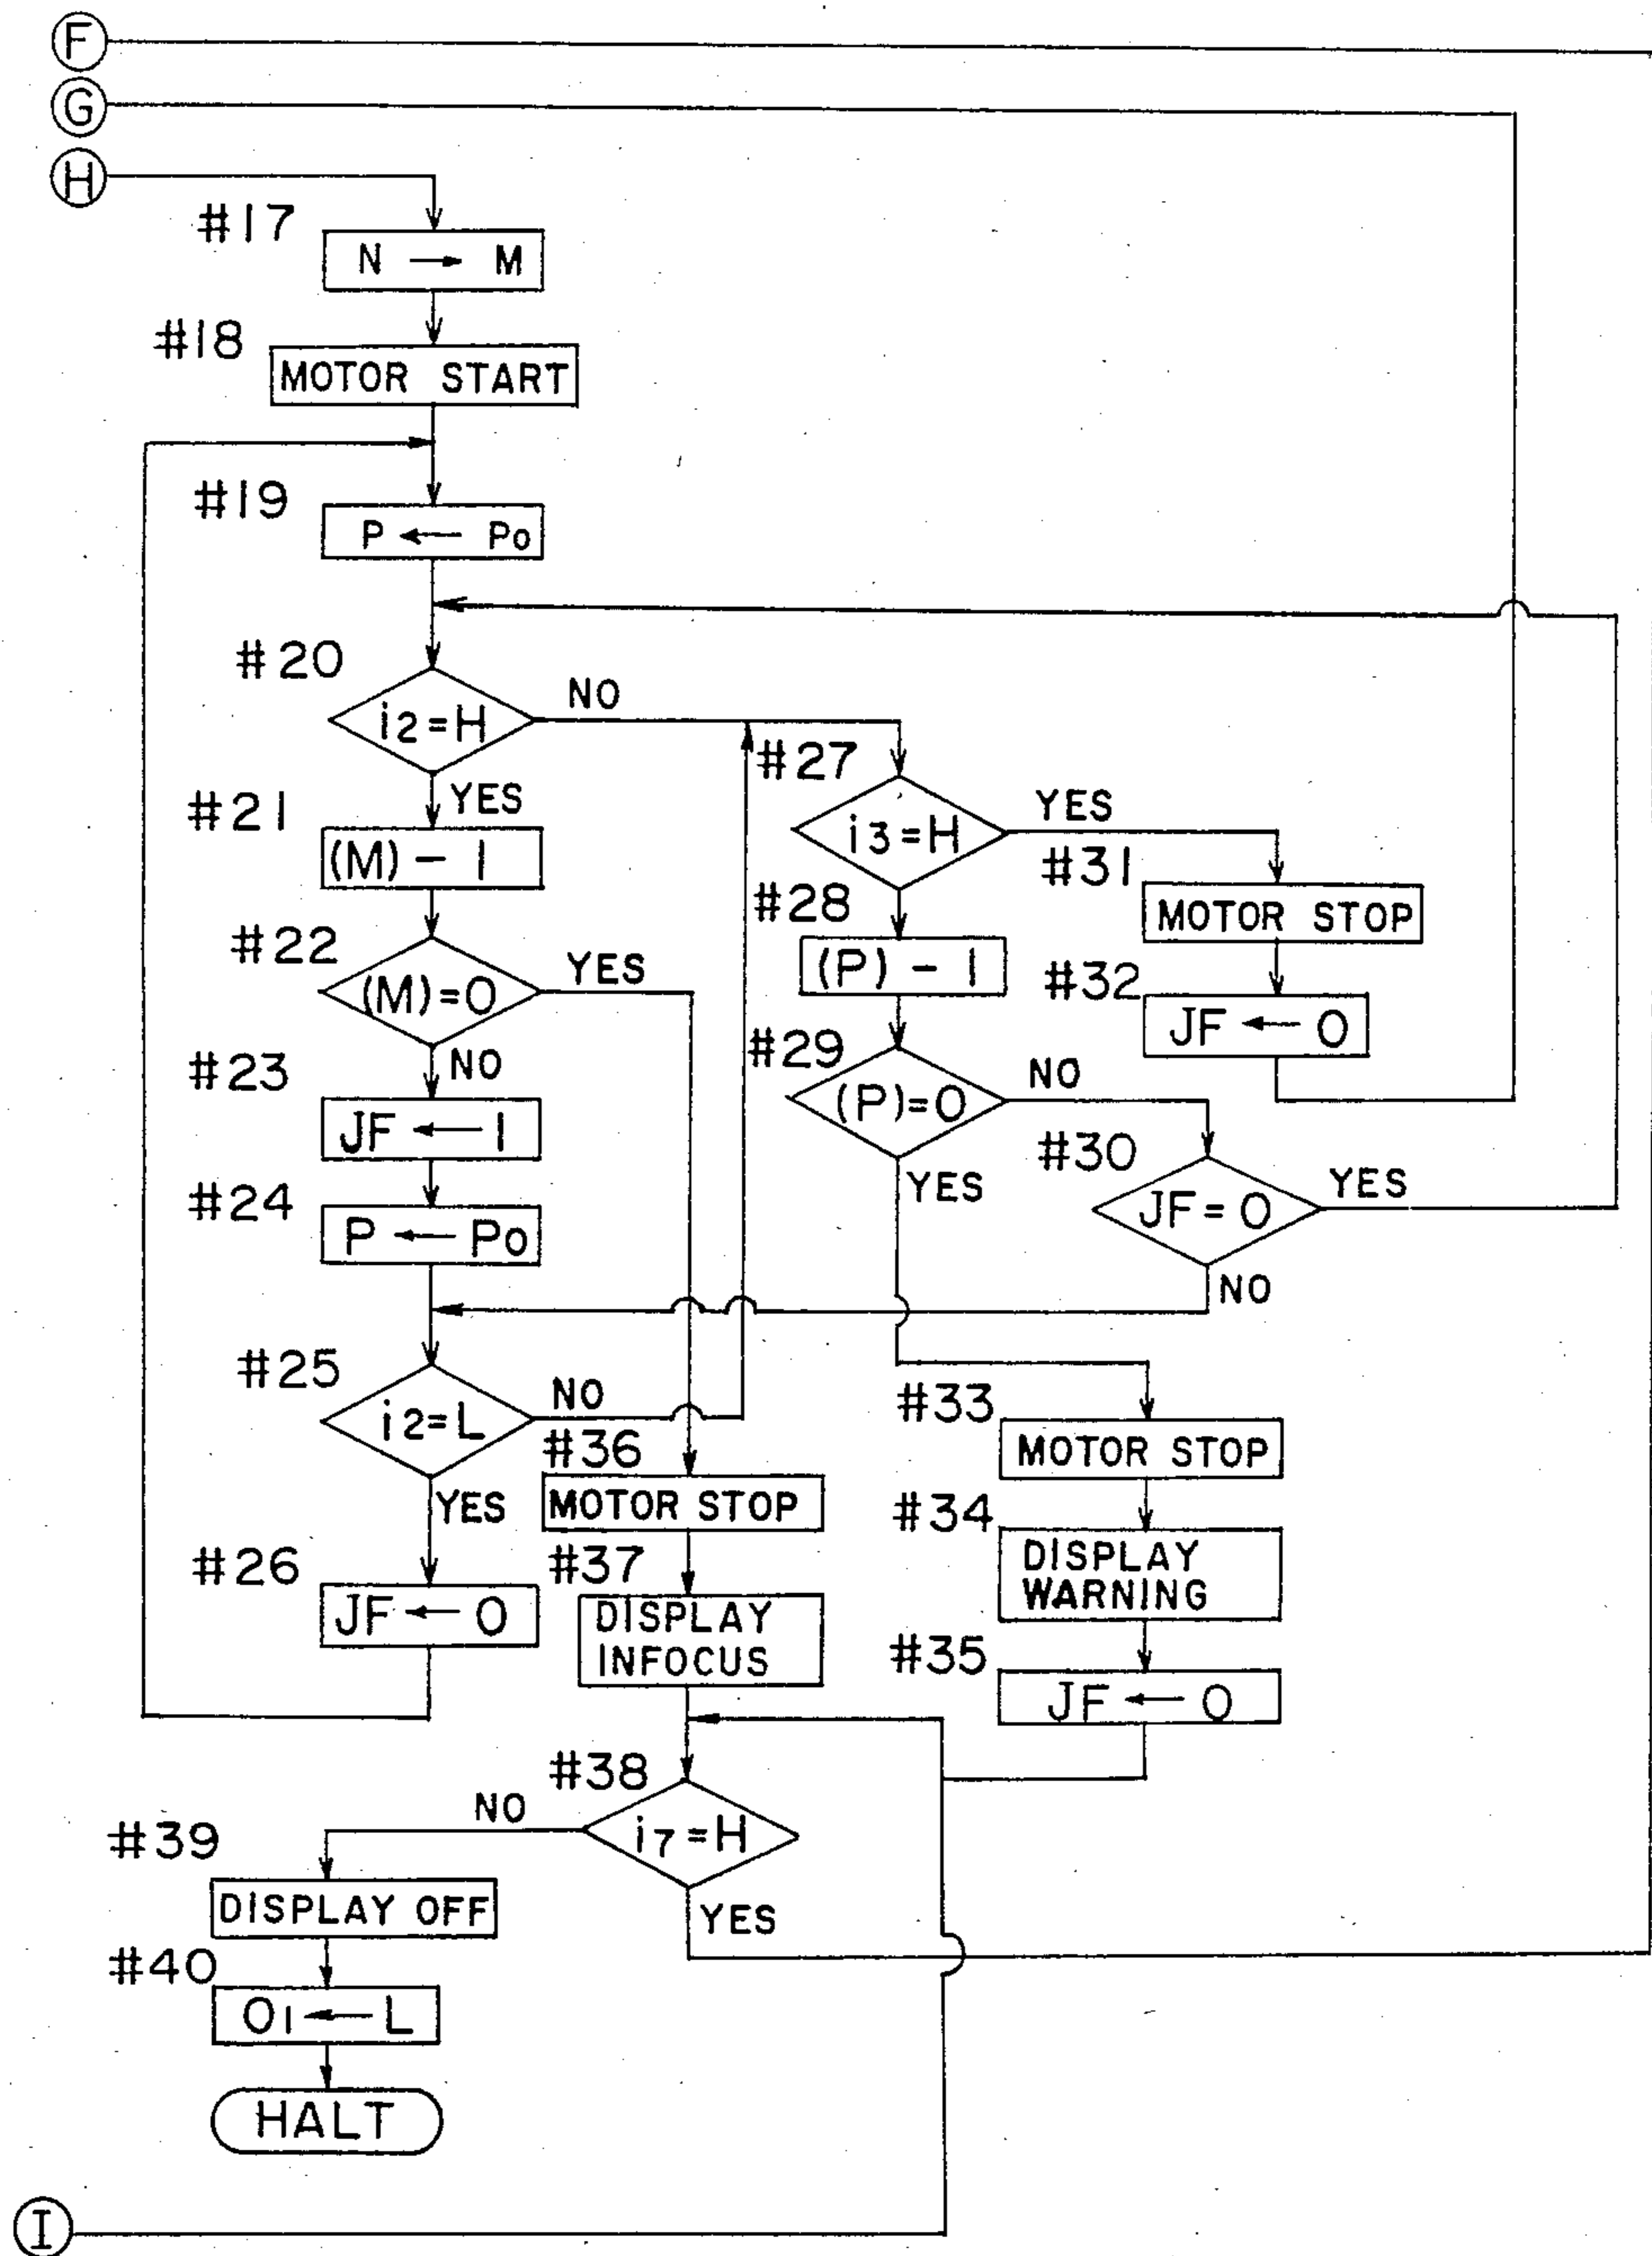 F
G
H
#17
N → M
#18
MOTOR START
#19
P ← Po
#20
i2=H
NO
YES
#21
(M) - 1
#22
(M)=0
YES
NO
#23
JF ← 1
#24
P ← Po
#25
i2=L
NO
YES
#26
JF ← 0
#27
i3=H
YES
#28
(P) - 1
#29
(P)=0
NO
YES
#30
JF=0
YES
NO
#31
MOTOR STOP
#32
JF ← 0
#33
MOTOR STOP
#34
DISPLAY
WARNING
#35
JF ← 0
#36
MOTOR STOP
#37
DISPLAY
INFOCUS
#38
i7=H
NO
YES
#39
DISPLAY OFF
#40
O1 ← L
HALT
I